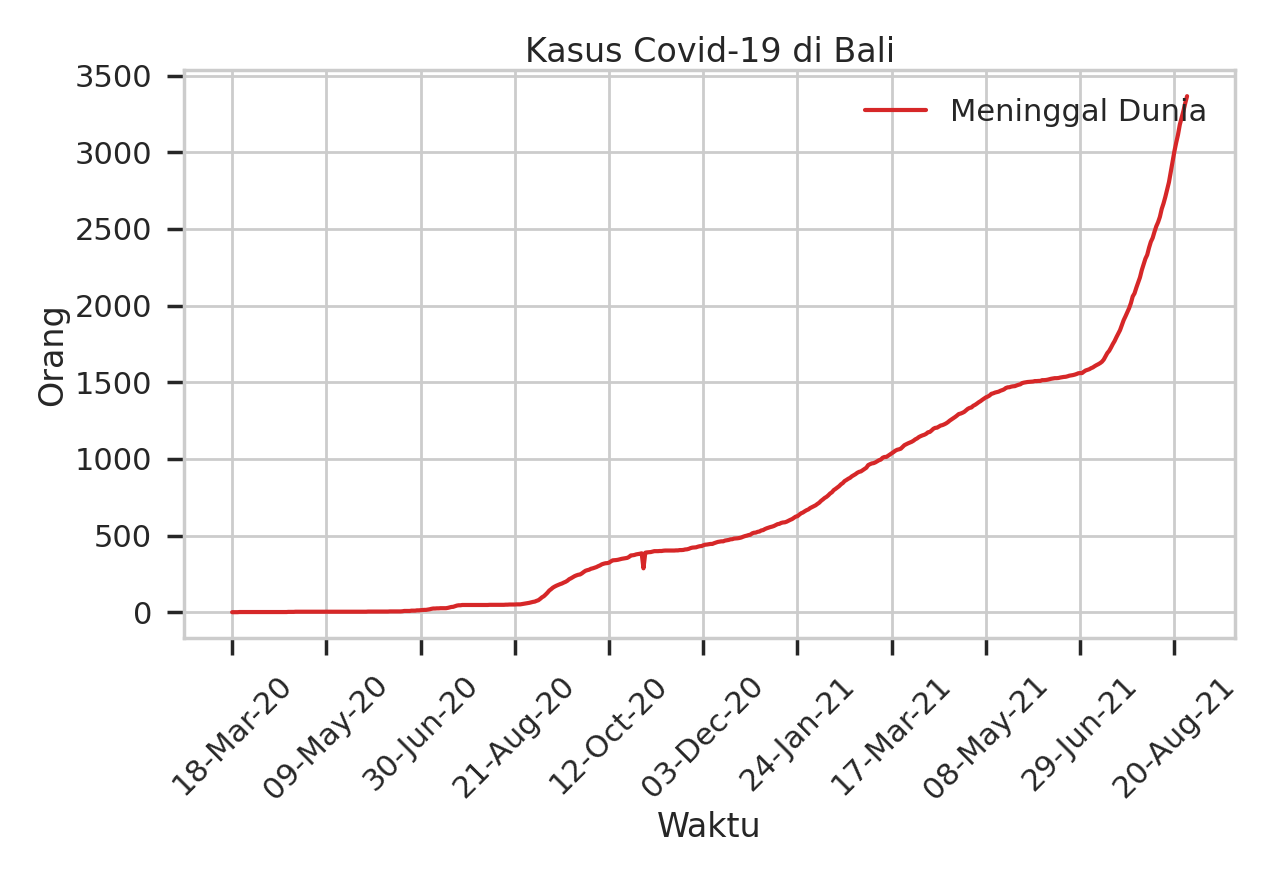 Kasus Covid-19 di Bali
Meninggal Dunia
Orang
3500
3000
2500
2000
1500
1000
500
0
18-Mar-20
09-May-20
30-Jun-20
21-Aug-20
12-Oct-20
03-Dec-20
24-Jan-21
17-Mar-21
08-May-21
29-Jun-21
20-Aug-21
Waktu